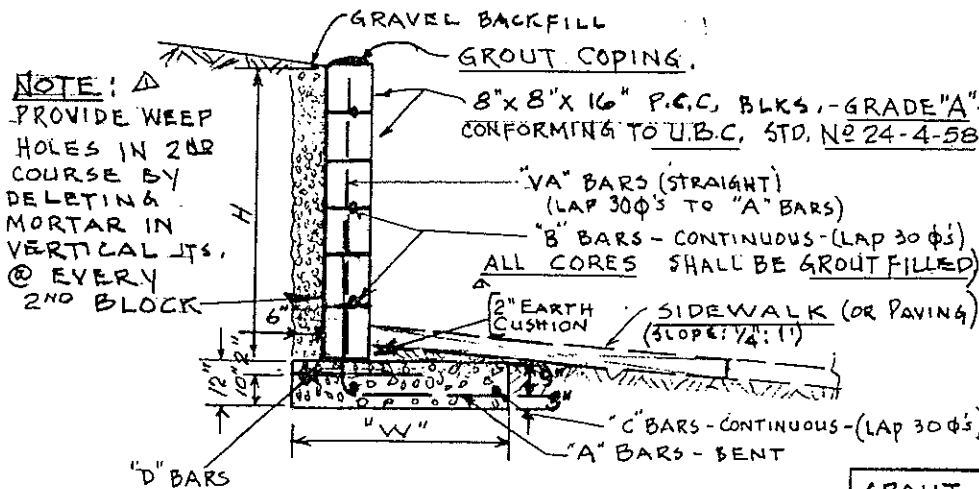 GRAVEL BACKFILL
GROUT COPING.
8"x 8"x 16" P.C.C, BLKS. - GRADE "A"
CONFORMING TO U.B.C. STD. Nº 24-4-58
NOTE:
PROVIDE WEEP
HOLES IN 2ND
COURSE BY
DELETING
MORTAR IN
VERTICAL JTS.
@ EVERY
2ND BLOCK
H
"VA" BARS (STRAIGHT)
(LAP 30Φ'S TO "A" BARS)
"B" BARS - CONTINUOUS - (LAP 30 Φ'S)
ALL CORES SHALL BE GROUT FILLED)
6"
2" EARTH
CUSHION
SIDEWALK (OR PAVING)
(SLOPE: 1/4": 1')
12"
10"
2"
9"
3"
"W"
"C" BARS - CONTINUOUS - (LAP 30 Φ'S)
"A" BARS - BENT
"D" BARS
GROUT